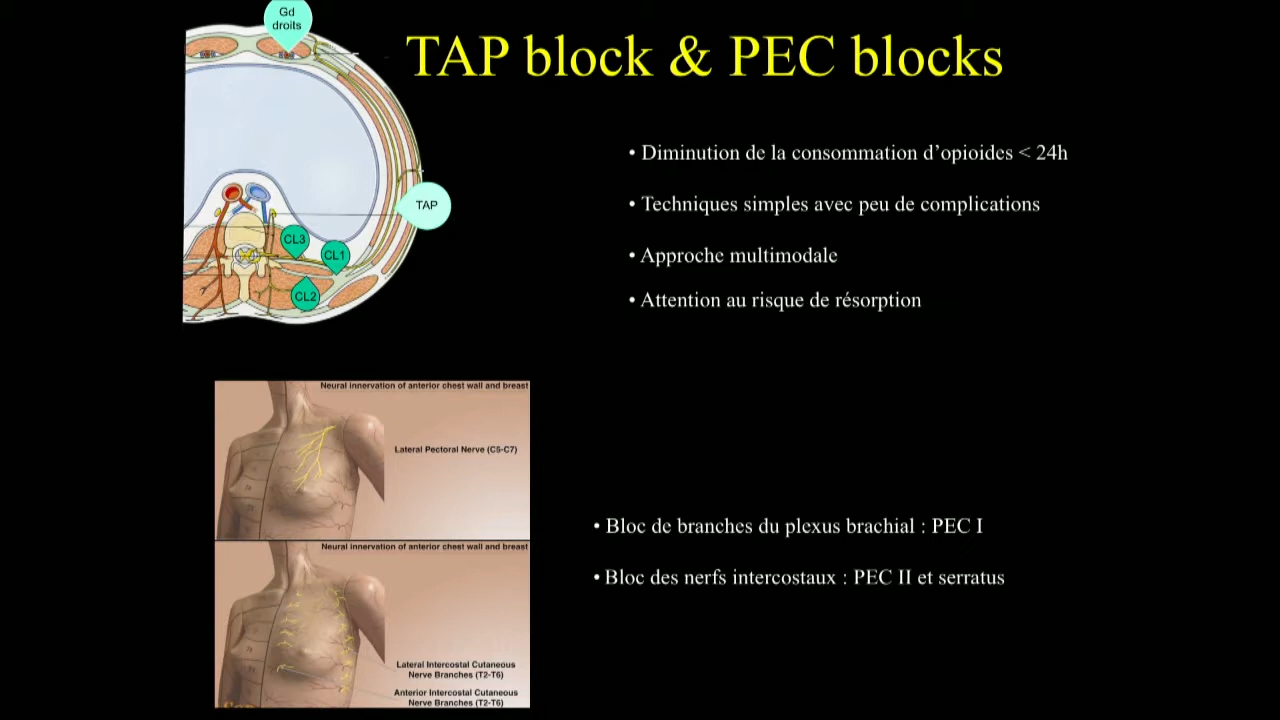 Gd
droits
TAP block & PEC blocks
• Diminution de la consommation d'opioides < 24h
• Techniques simples avec peu de complications
TAP
CL3
CL1
CL2
• Approche multimodale
• Attention au risque de résorption
Neural innervation of anterior chest wall and breast
Lateral Pectoral Nerve (C5-C7)
Neural innervation of anterior chest wall and breast
Lateral Intercostal Cutaneous
Nerve Branches (T2-T6)
Anterior Intercostal Cutaneous
Nerve Branches (T2-T6)
• Bloc de branches du plexus brachial : PEC I
• Bloc des nerfs intercostaux : PEC II et serratus